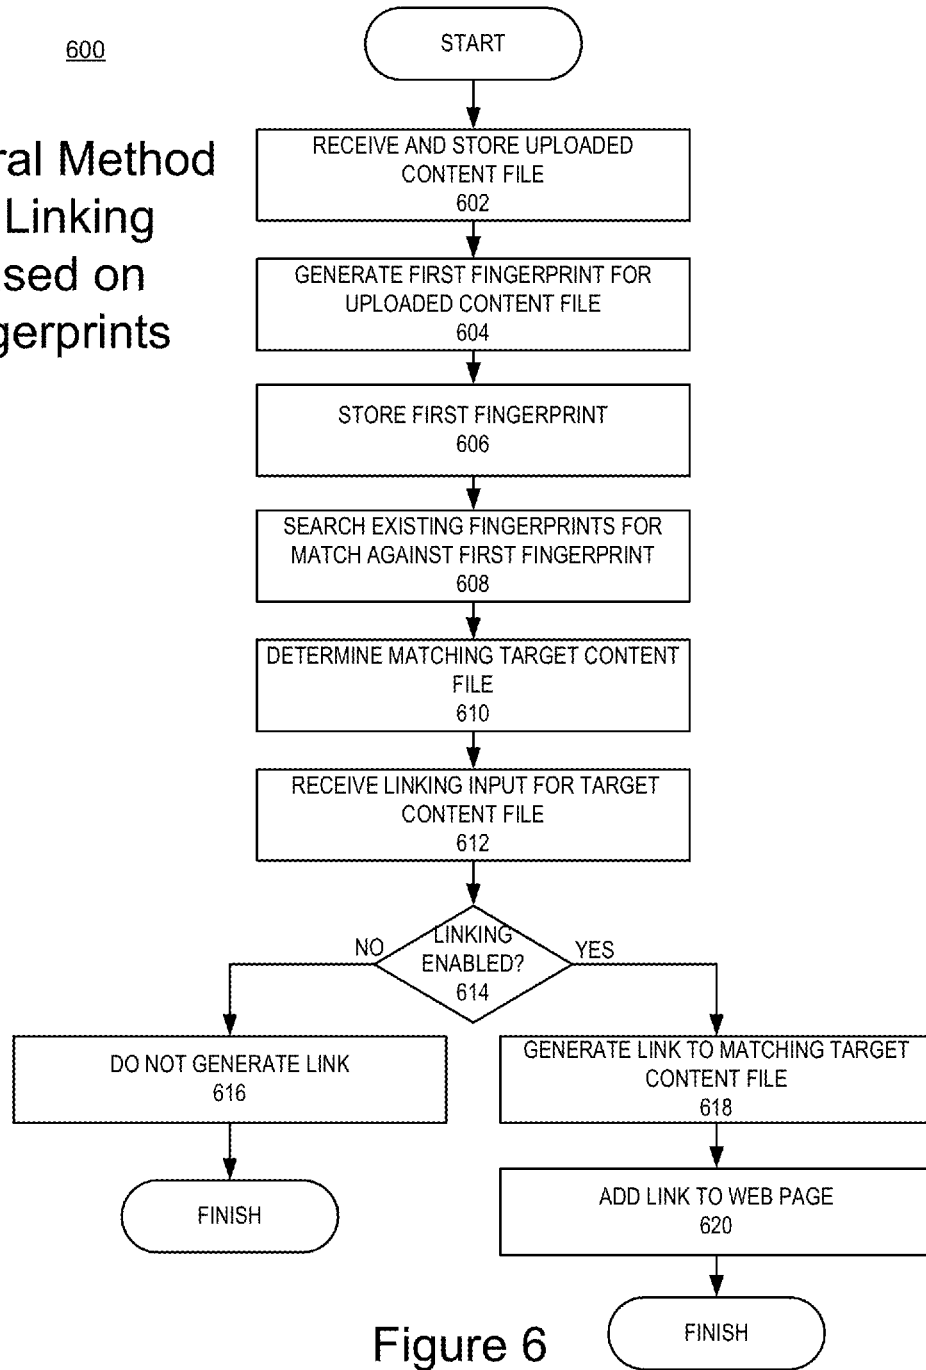 600
START
ral Method
Linking
sed on
gerprints
RECEIVE AND STORE UPLOADED
CONTENT FILE
602
GENERATE FIRST FINGERPRINT FOR
UPLOADED CONTENT FILE
604
STORE FIRST FINGERPRINT
606
SEARCH EXISTING FINGERPRINTS FOR
MATCH AGAINST FIRST FINGERPRINT
608
DETERMINE MATCHING TARGET CONTENT
FILE
610
RECEIVE LINKING INPUT FOR TARGET
CONTENT FILE
612
NO
LINKING
ENABLED?
614
YES
DO NOT GENERATE LINK
616
FINISH
GENERATE LINK TO MATCHING TARGET
CONTENT FILE
618
ADD LINK TO WEB PAGE
620
FINISH
Figure 6